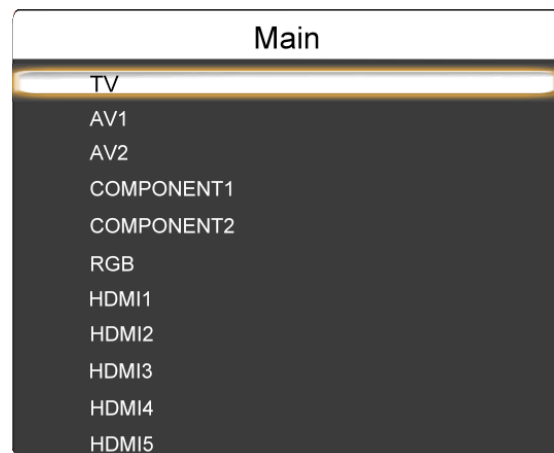 Main
TV
AV1
AV2
COMPONENT1
COMPONENT2
RGB
HDMI1
HDMI2
HDMI3
HDMI4
HDMI5